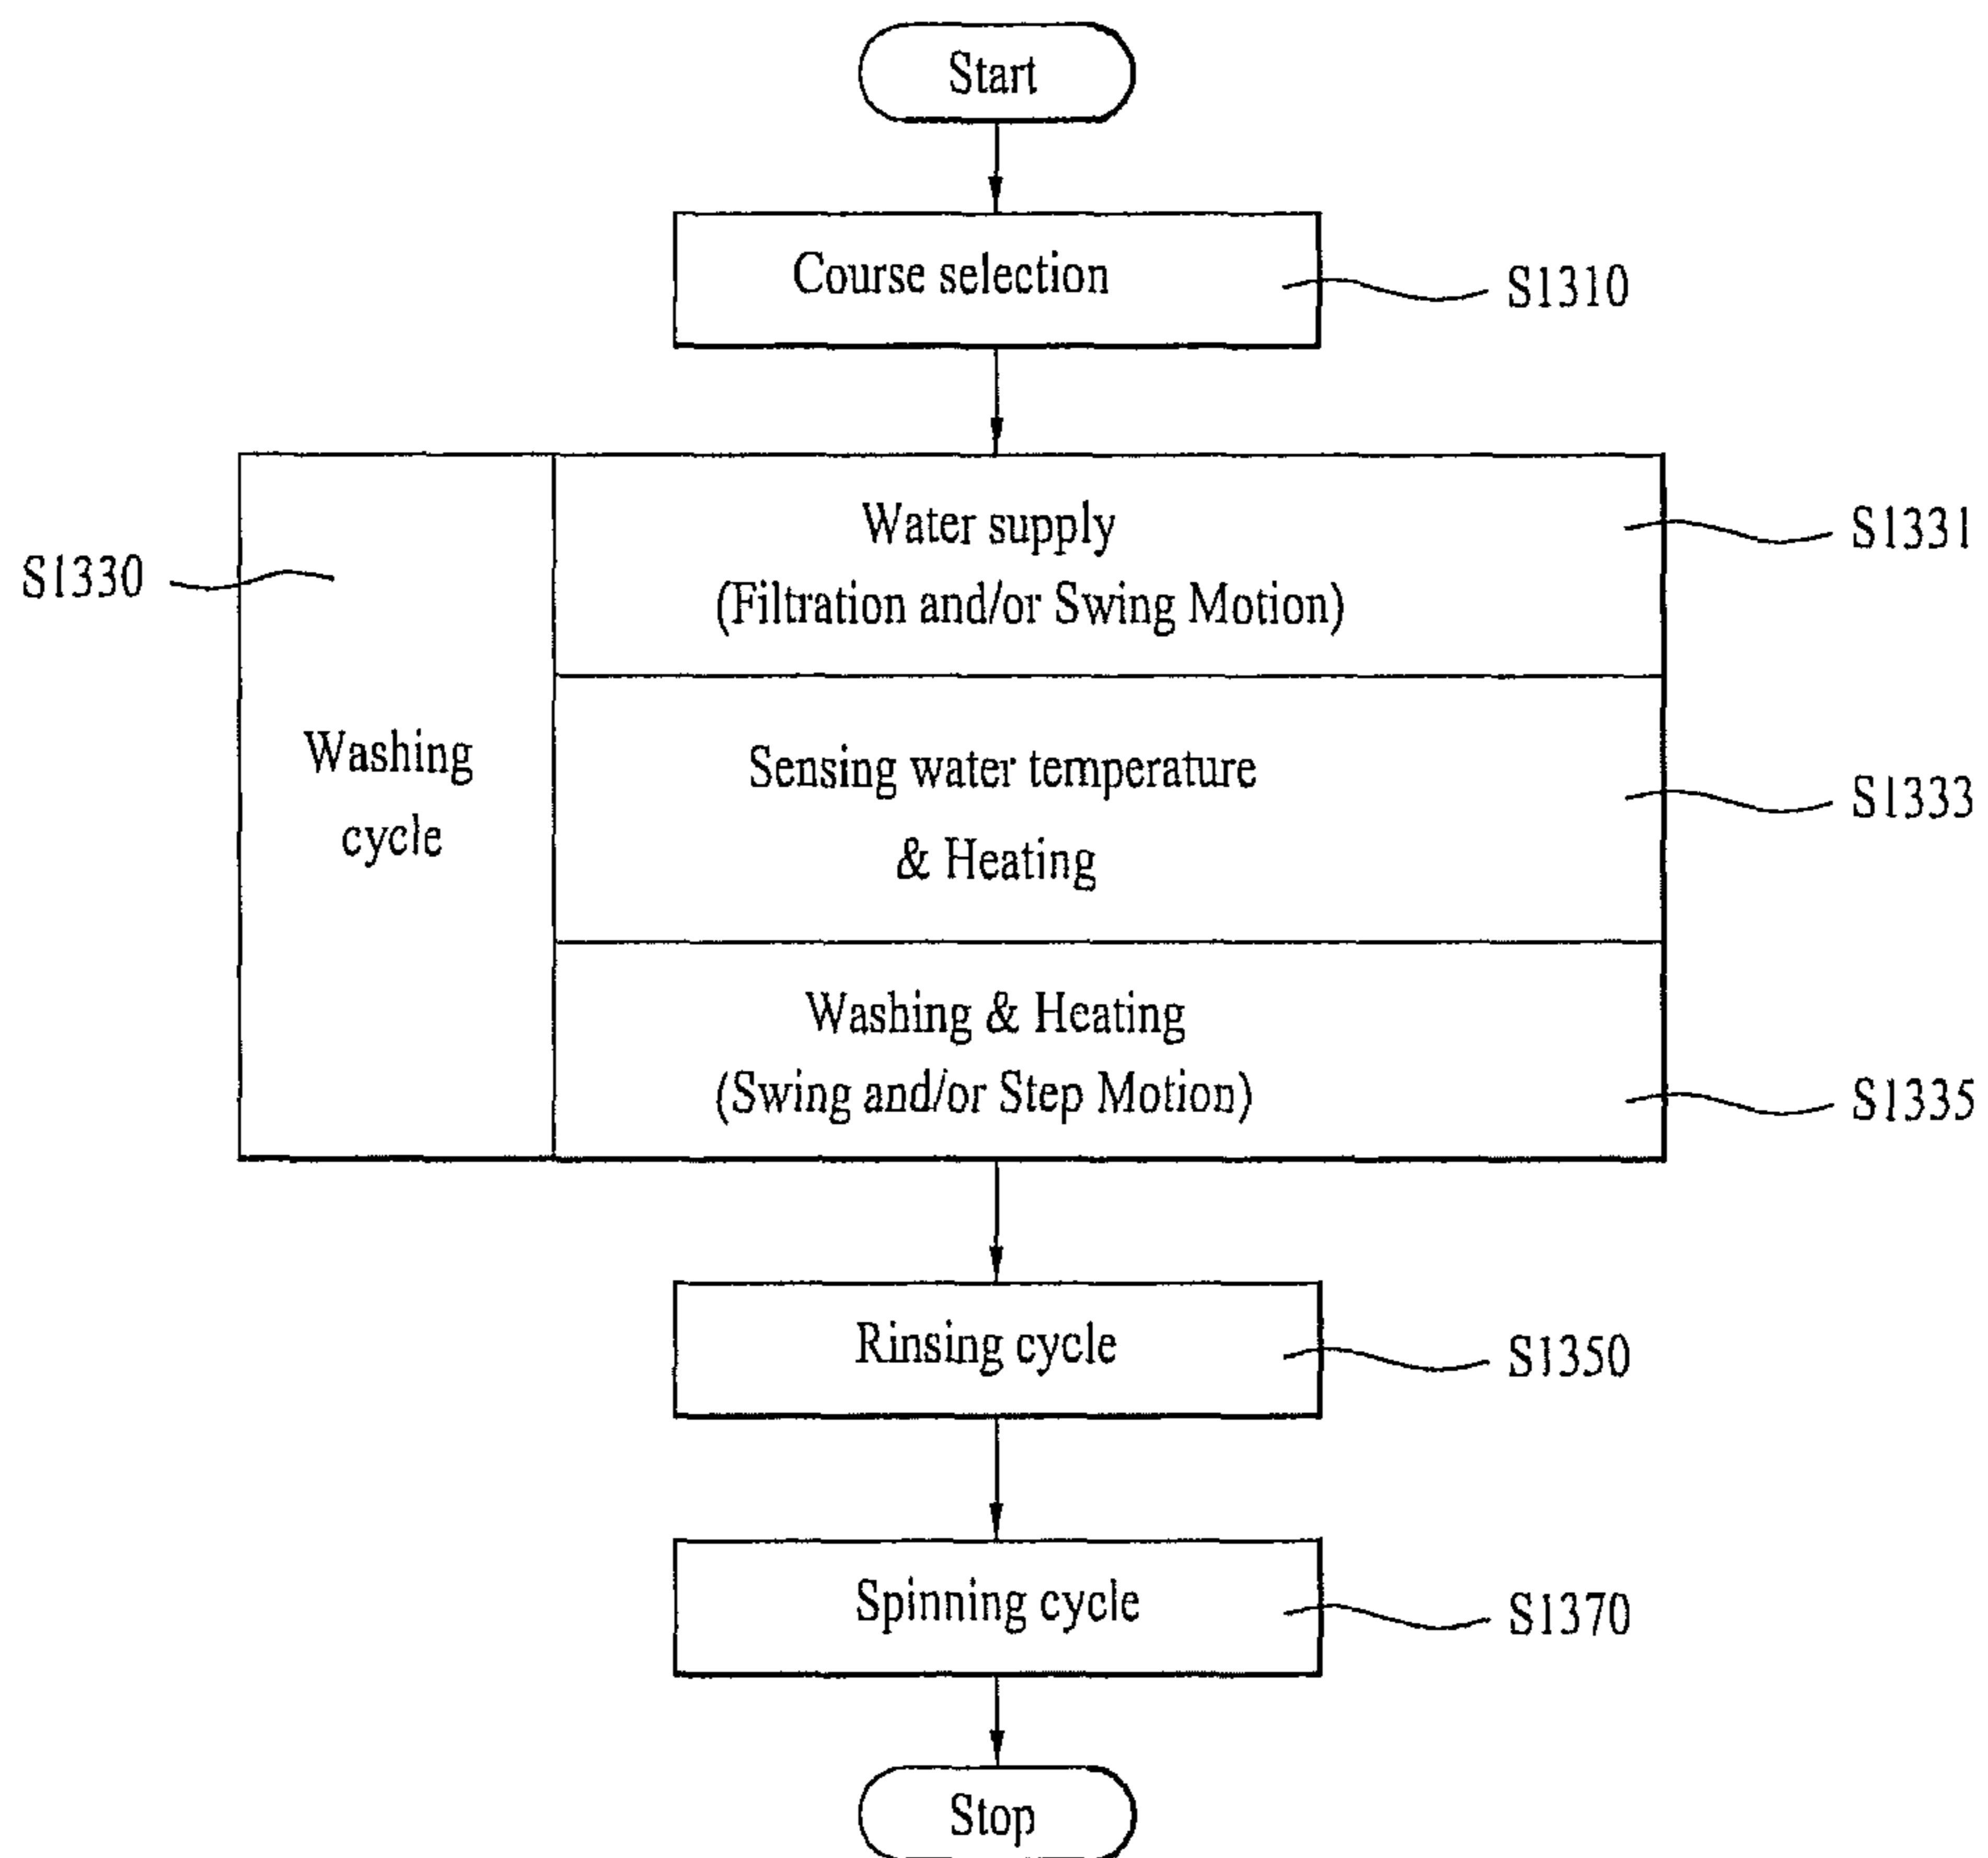 Start
Course selection
S1310
Water supply
(Filtration and/or Swing Motion)
S1331
S1330
Washing
cycle
Sensing water temperature
& Heating
S1333
Washing & Heating
(Swing and/or Step Motion)
S1335
Rinsing cycle
S1350
Spinning cycle
S1370
Stop